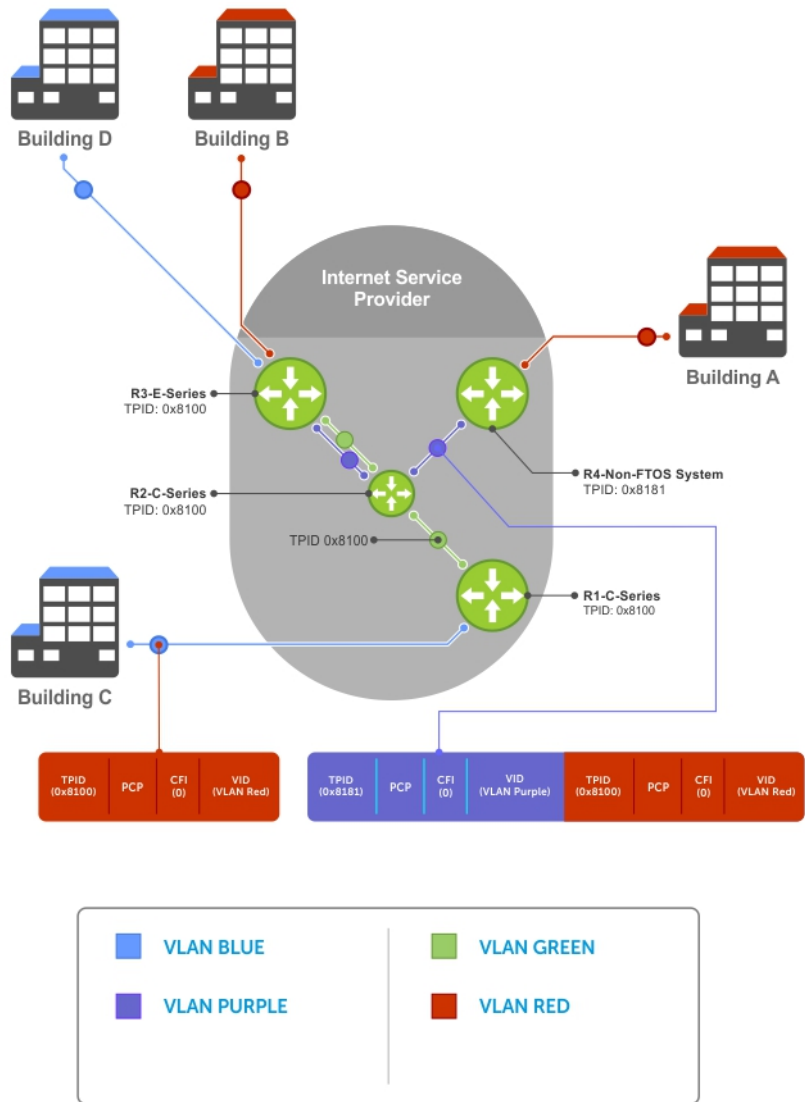 Building D
Building B
Internet Service
Provider
Building A
R3-E-Series
TPID: 0x8100
R4-Non-FTOS System
TPID: 0x8181
R2-C-Series
TPID: 0x8100
TPID 0x8100
R1-C-Series
TPID: 0x8100
Building C
TPID
(0x8100)
PCP
CFI
(0)
VID
(VLAN Red)
TPID
(0x8181)
PCP
CFI
(0)
VID
(VLAN Purple)
TPID
(0x8100)
PCP
CFI
(0)
VID
(VLAN Red)
VLAN BLUE
VLAN GREEN
VLAN PURPLE
VLAN RED